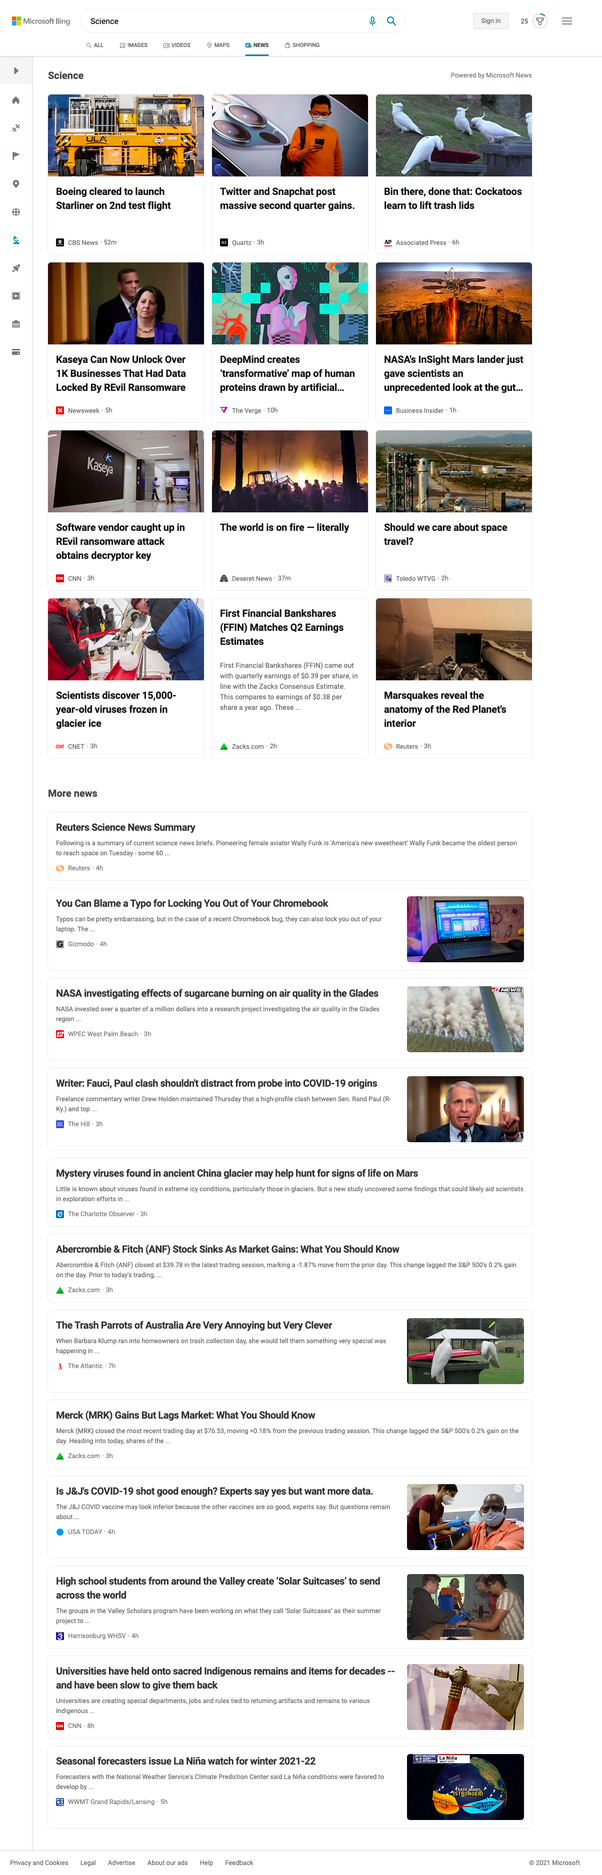 Microsoft Bing
Science
Sign in
25
ALL
IMAGES
VIDEOS
MAPS
NEWS
SHOPPING
Science
Powered by Microsoft News
ULA
Boeing cleared to launch
Starliner on 2nd test flight
CBS News · 52m
Twitter and Snapchat post
massive second quarter gains.
Quartz · 3h
Bin there, done that: Cockatoos
learn to lift trash lids
AP
Associated Press · 6h
Kaseya Can Now Unlock Over
1K Businesses That Had Data
Locked By REvil Ransomware
N
Newsweek · 5h
DeepMind creates
‘transformative’ map of human
proteins drawn by artificial...
The Verge · 10h
NASA's InSight Mars lander just
gave scientists an
unprecedented look at the gut...
Business Insider · 1h
Kaseya
Software vendor caught up in
REvil ransomware attack
obtains decryptor key
CNN
CNN · 3h
The world is on fire — literally
Deseret News · 37m
Should we care about space
travel?
Toledo WTVG · 2h
Scientists discover 15,000-
year-old viruses frozen in
glacier ice
CNET · 3h
First Financial Bankshares
(FFIN) Matches Q2 Earnings
Estimates
First Financial Bankshares (FFIN) came out
with quarterly earnings of $0.39 per share, in
line with the Zacks Consensus Estimate.
This compares to earnings of $0.38 per
share a year ago. These ...
Zacks.com · 2h
Marsquakes reveal the
anatomy of the Red Planet's
interior
Reuters · 3h
More news
Reuters Science News Summary
Following is a summary of current science news briefs. Pioneering female aviator Wally Funk is 'America's new sweetheart' Wally Funk became the oldest person
to reach space on Tuesday - some 60 ...
Reuters · 4h
You Can Blame a Typo for Locking You Out of Your Chromebook
Typos can be pretty embarrassing, but in the case of a recent Chromebook bug, they can also lock you out of your
laptop. The ...
G
Gizmodo · 4h
NASA investigating effects of sugarcane burning on air quality in the Glades
NASA invested over a quarter of a million dollars into a research project investigating the air quality in the Glades
region ...
WPEC West Palm Beach · 3h
12 NEWS
Writer: Fauci, Paul clash shouldn't distract from probe into COVID-19 origins
Freelance commentary writer Drew Holden maintained Thursday that a high-profile clash between Sen. Rand Paul (R-
Ky.) and top ...
The Hill · 3h
Mystery viruses found in ancient China glacier may help hunt for signs of life on Mars
Little is known about viruses found in extreme icy conditions, particularly those in glaciers. But a new study uncovered some findings that could likely aid scientists
in exploration efforts in ...
The Charlotte Observer · 3h
Abercrombie & Fitch (ANF) Stock Sinks As Market Gains: What You Should Know
Abercrombie & Fitch (ANF) closed at $39.78 in the latest trading session, marking a -1.87% move from the prior day. This change lagged the S&P 500's 0.2% gain
on the day. Prior to today's trading, ...
Zacks.com · 3h
The Trash Parrots of Australia Are Very Annoying but Very Clever
When Barbara Klump ran into homeowners on trash collection day, she would tell them something very special was
happening in ...
The Atlantic · 7h
Merck (MRK) Gains But Lags Market: What You Should Know
Merck (MRK) closed the most recent trading day at $76.53, moving +0.18% from the previous trading session. This change lagged the S&P 500's 0.2% gain on the
day. Heading into today, shares of the ...
Zacks.com · 3h
Is J&J's COVID-19 shot good enough? Experts say yes but want more data.
The J&J COVID vaccine may look inferior because the other vaccines are so good, experts say. But questions remain
about ...
USA TODAY · 4h
High school students from around the Valley create ‘Solar Suitcases’ to send
across the world
The groups in the Valley Scholars program have been working on what they call ‘Solar Suitcases’ as their summer
project to ...
3
Harrisonburg WHSV · 4h
Universities have held onto sacred Indigenous remains and items for decades --
and have been slow to give them back
Universities are creating special departments, jobs and rules tied to returning artifacts and remains to various
Indigenous ...
CNN
CNN · 8h
Seasonal forecasters issue La Niña watch for winter 2021-22
Forecasters with the National Weather Service's Climate Prediction Center said La Niña conditions were favored to
develop by ...
WWMT Grand Rapids/Lansing · 5h
La Niña
TRADE WINDS
(STRONGER)
Privacy and Cookies
Legal
Advertise
About our ads
Help
Feedback
© 2021 Microsoft